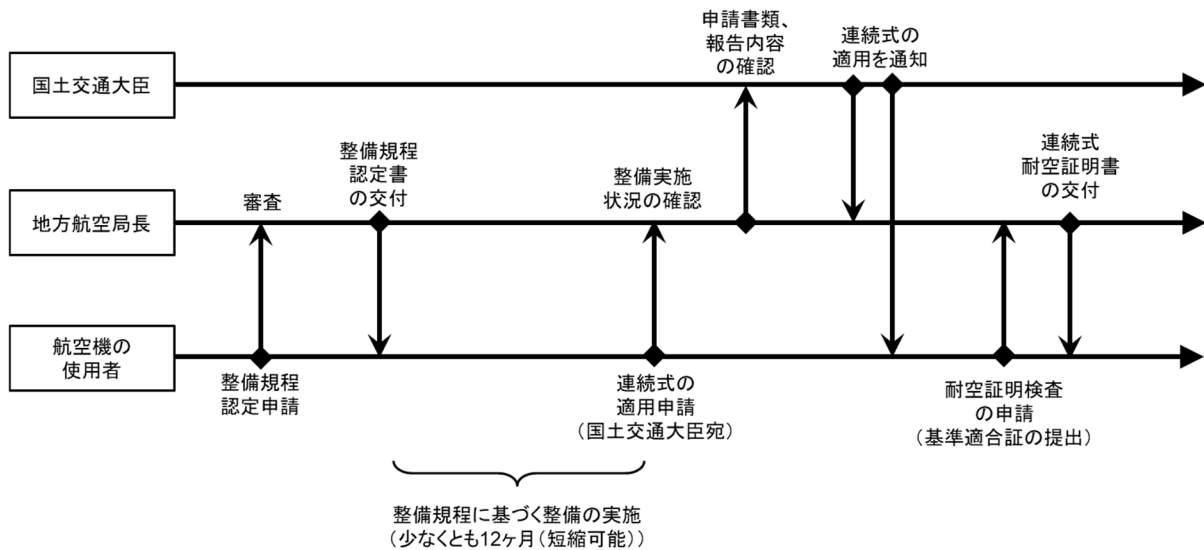 国土交通大臣
申請書類、
報告内容
の確認
連続式の
適用を通知
地方航空局長
審査
整備規程
認定書
の交付
整備実施
状況の確認
連続式
耐空証明書
の交付
航空機の
使用者
整備規程
認定申請
連続式の
適用申請
（国土交通大臣宛）
耐空証明検査
の申請
（基準適合証の提出）
整備規程に基づく整備の実施
（少なくとも12ヶ月（短縮可能））